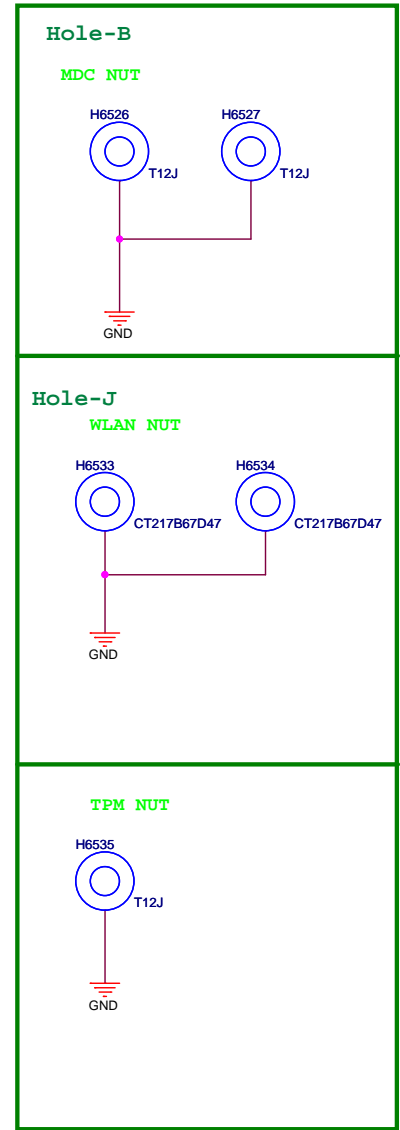 Hole-B
MDC NUT
H6526 H6527
T12J T12J
GND
Hole-J
WLAN NUT
H6533 H6534
CT217B67D47 CT217B67D47
GND
TPM NUT
H6535
T12J
GND